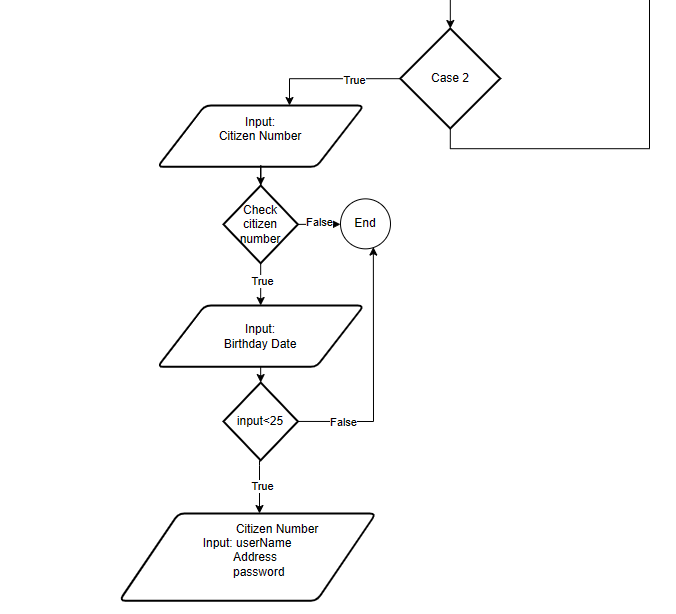 Case 2
True
Input:
Citizen Number
Check
citizen
number
False
End
True
Input:
Birthday Date
input<25
False
True
Citizen Number
Input: userName
Address
password